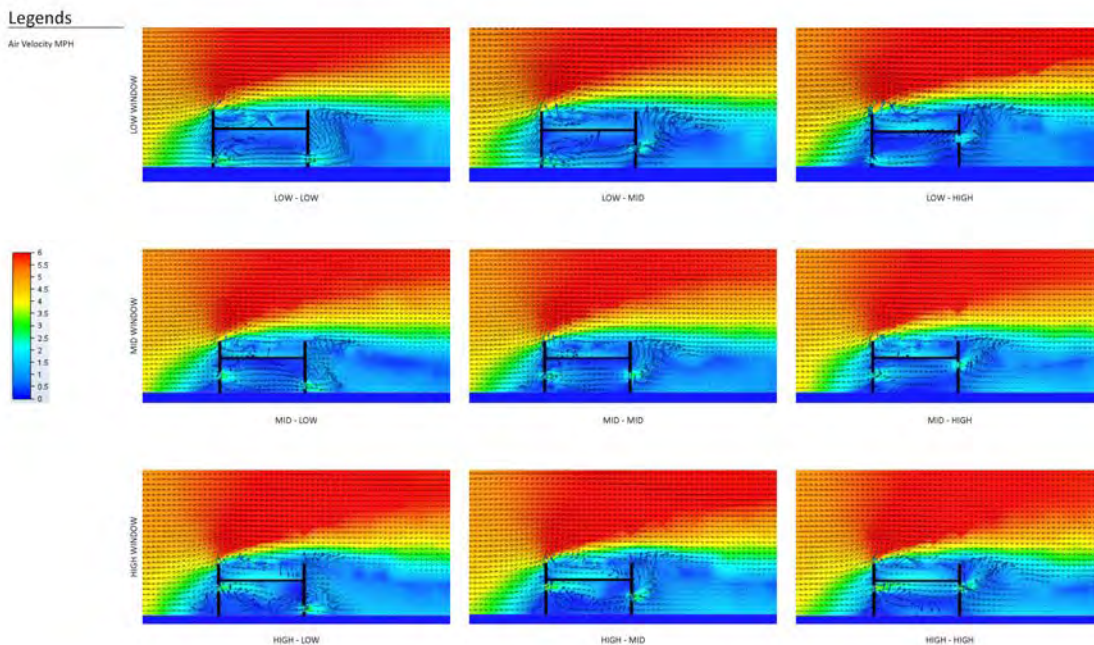 Legends
Air Velocity MPH
LOW WINDOW
LOW - LOW
LOW - MID
LOW - HIGH
6
5.5
5
4.5
4
3.5
3
2.5
2
1.5
1
0.5
0
MID WINDOW
MID - LOW
MID - MID
MID - HIGH
HIGH WINDOW
HIGH - LOW
HIGH - MID
HIGH - HIGH